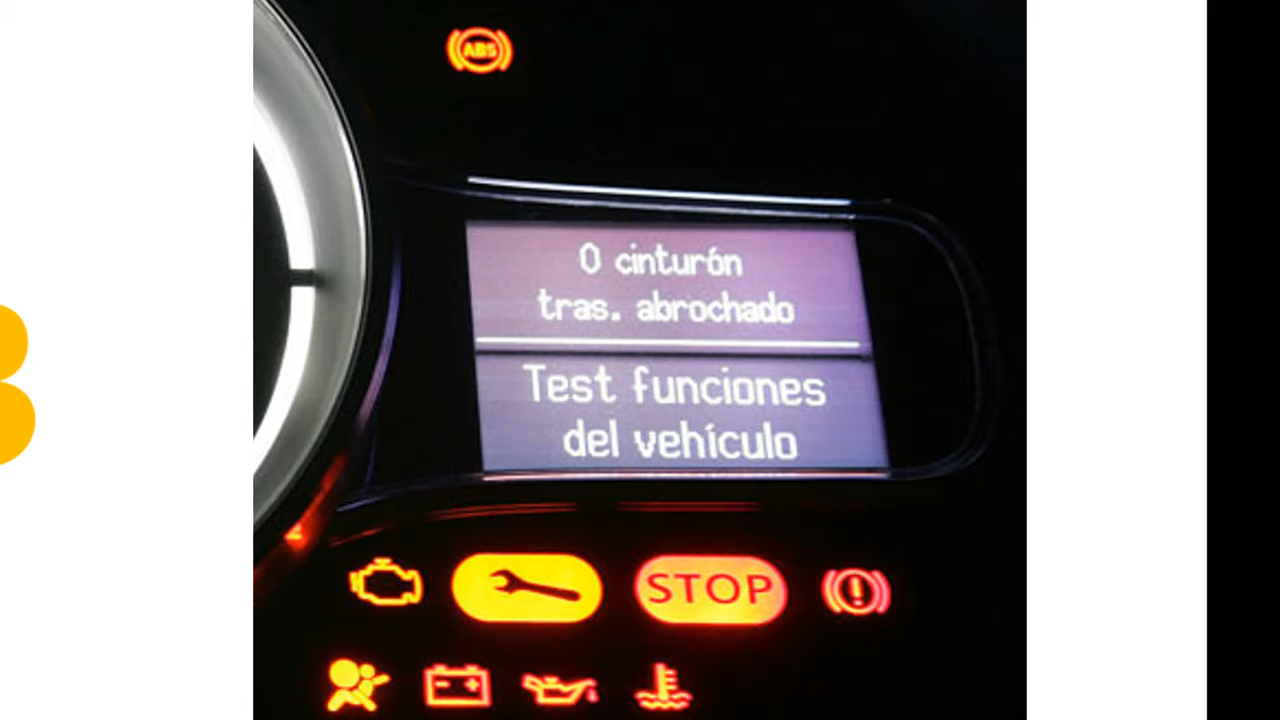 ABS
0 cinturón
tras. abrochado
Test funciones
del vehículo
STOP